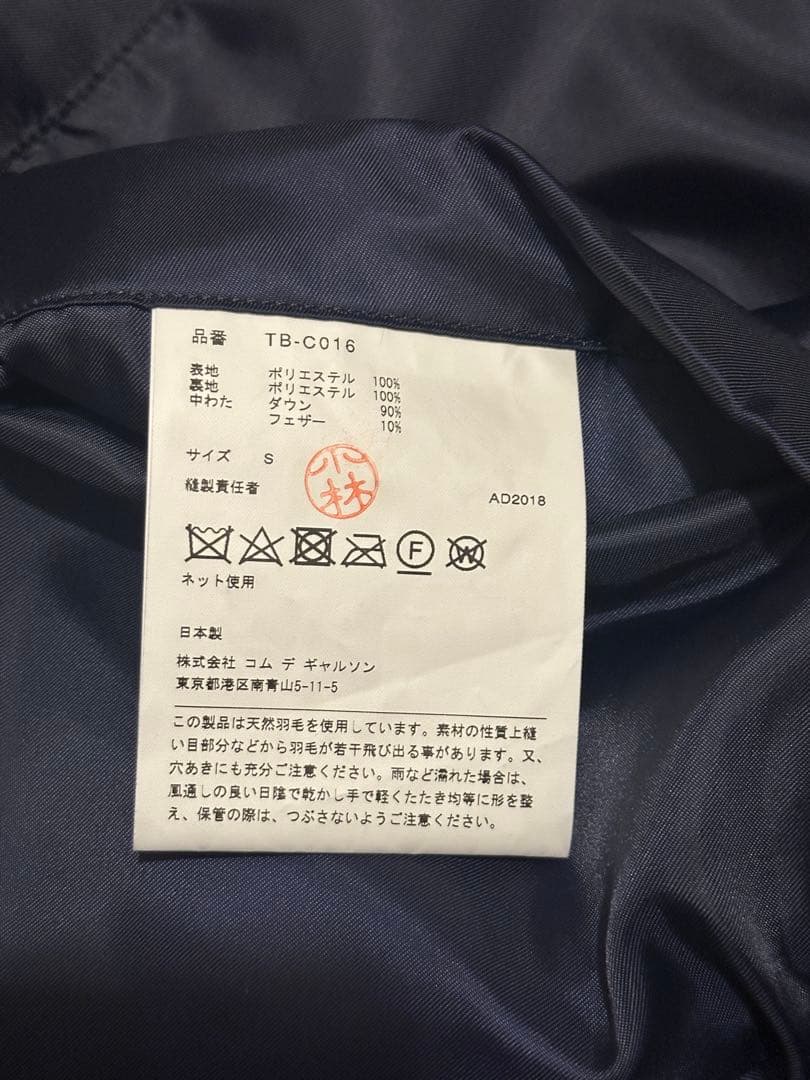 品番 TB-C016
表地 ポリエステル 100%
裏地 ポリエステル 100%
中わた ダウン 90%
フェザー 10%
サイズ S
縫製責任者 小林 AD2018
F W
ネット使用
日本製
株式会社 コム デ ギャルソン
東京都港区南青山5-11-5
この製品は天然羽毛を使用しています。素材の性質上縫
い目部分などから羽毛が若干飛び出る事があります。又、
穴あきにも充分ご注意ください。雨など濡れた場合は、
風通しの良い日陰で乾かし手で軽くたたき均等に形を整
え、保管の際は、つぶさないようご注意ください。